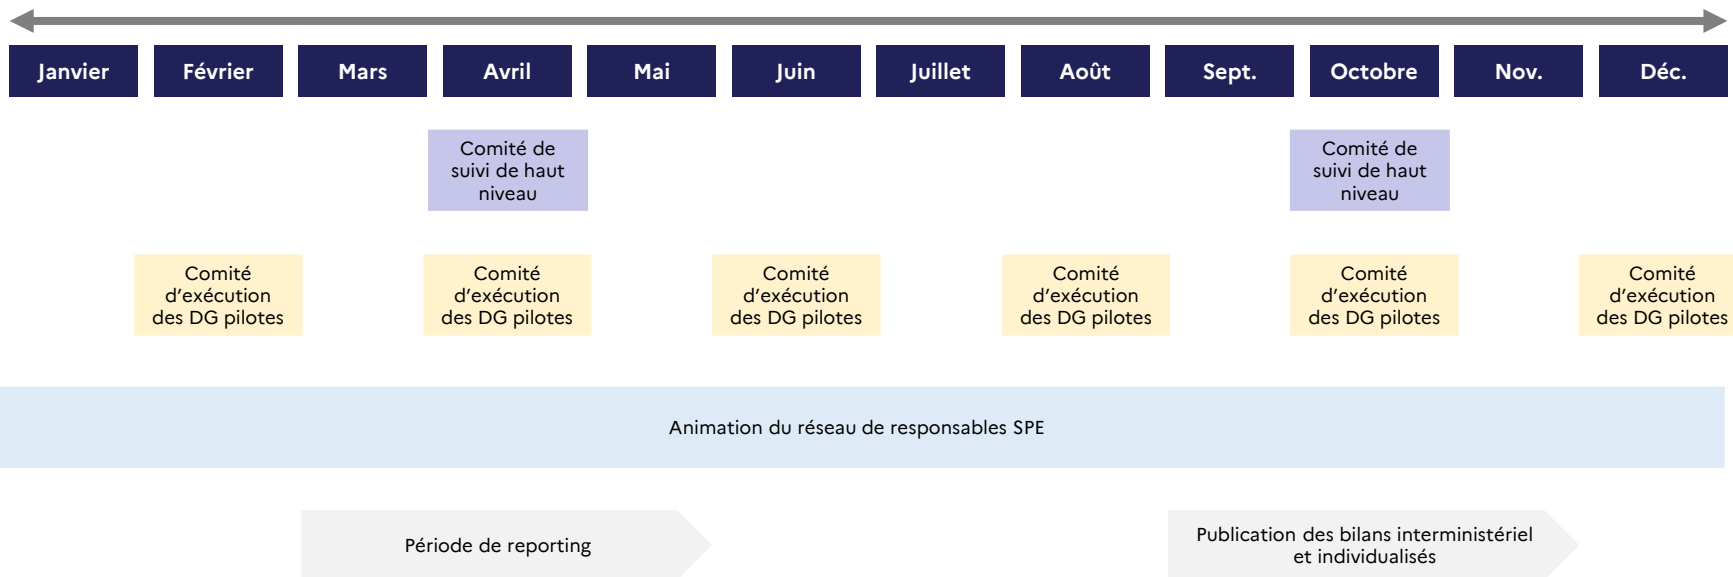 Janvier Février Mars Avril Mai Juin Juillet Août Sept. Octobre Nov. Déc.
Comité de
suivi de haut
niveau
Comité de
suivi de haut
niveau
Comité
d’exécution
des DG pilotes
Comité
d’exécution
des DG pilotes
Comité
d’exécution
des DG pilotes
Comité
d’exécution
des DG pilotes
Comité
d’exécution
des DG pilotes
Comité
d’exécution
des DG pilotes
Animation du réseau de responsables SPE
Période de reporting
Publication des bilans interministériel
et individualisés